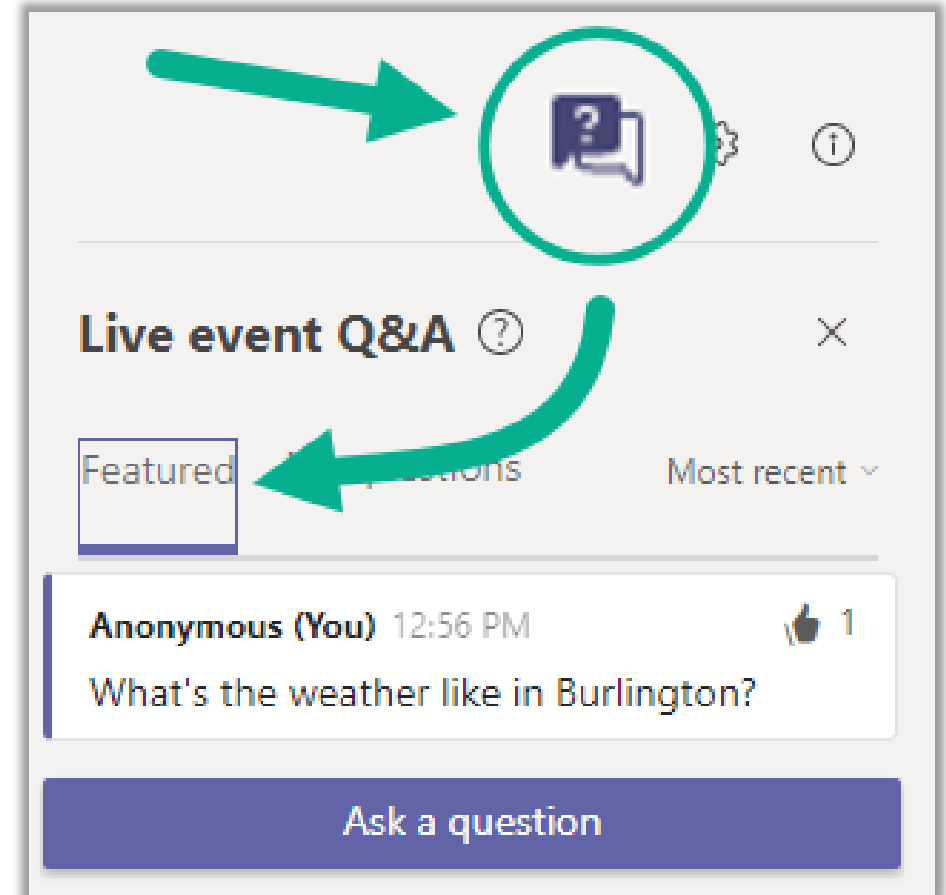 ?
Live event Q&A ?
Featured Most recent
Anonymous (You) 12:56 PM 1
What's the weather like in Burlington?
Ask a question